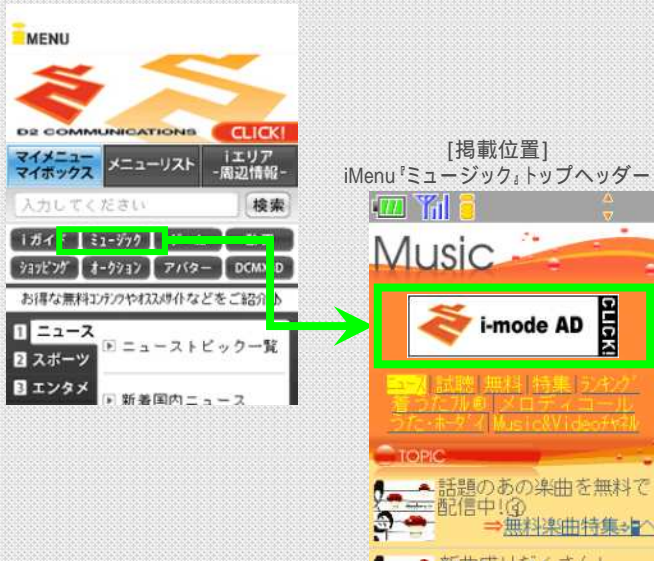 iMENU
D2 COMMUNICATIONS
CLICK!
マイメニュー
マイボックス
メニューリスト
iエリア
-周辺情報-
入力してください
検索
iガイド ミュージック
ショッピング オークション アバター DCMX iD
お得な無料コンテンツやオススメサイトなどをご紹介♪
1 ニュース
2 スポーツ
3 エンタメ
ニューストピック一覧
新着国内ニュース
[掲載位置]
iMenu『ミュージック』トップヘッダー
Music
i-mode AD
CLICK!
ニュース|試聴|無料|特集|ランキング
着うたフル|メロディコール
うた・ホーダイ|Music&Videoチャネル
TOPIC
話題のあの楽曲を無料で
配信中!
⇒無料楽曲特集へ